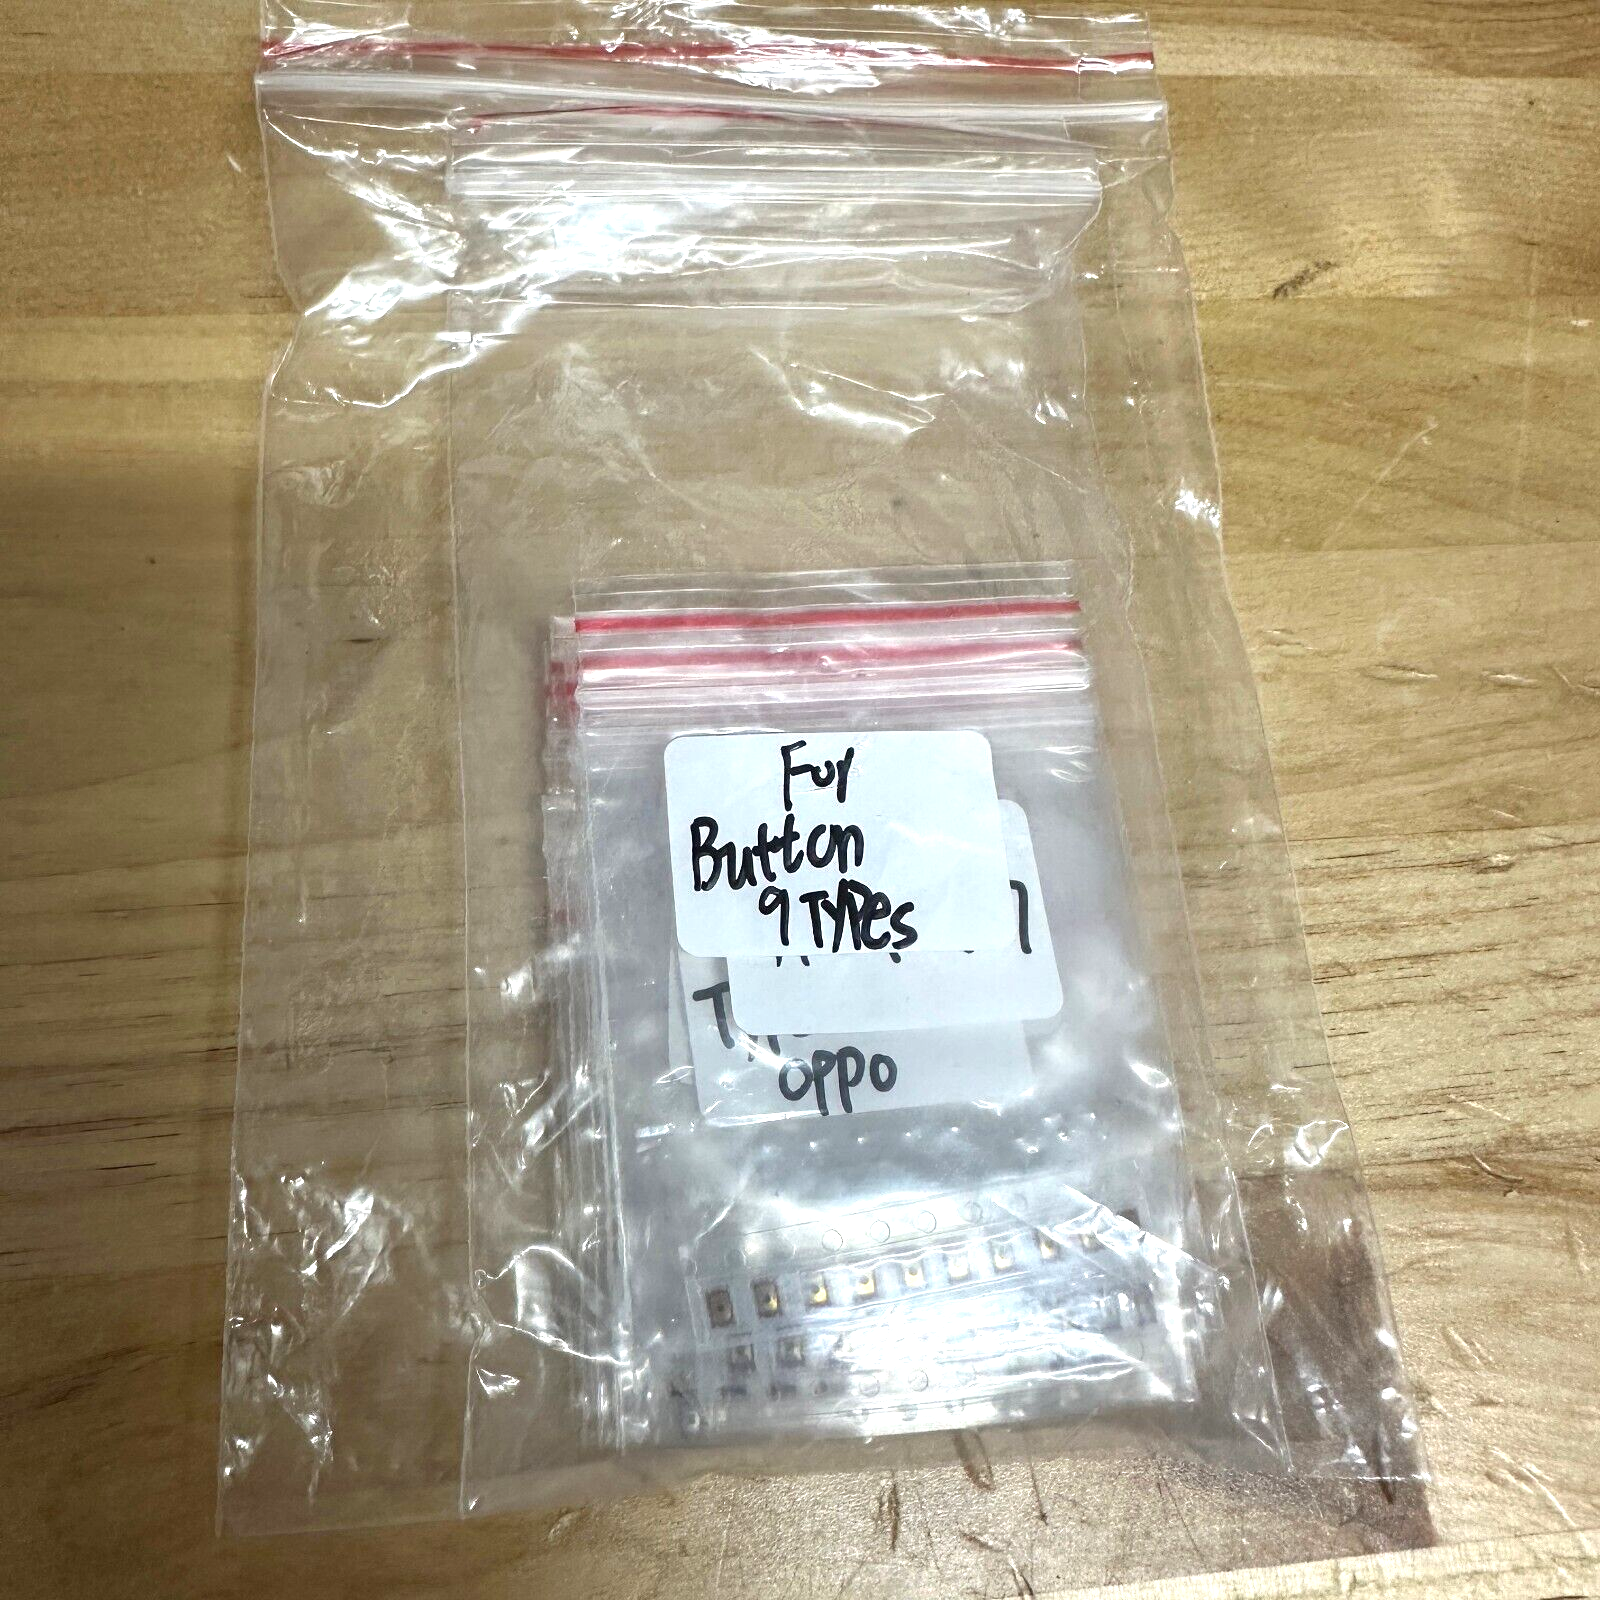 For
Button
9 TYPes
oppo